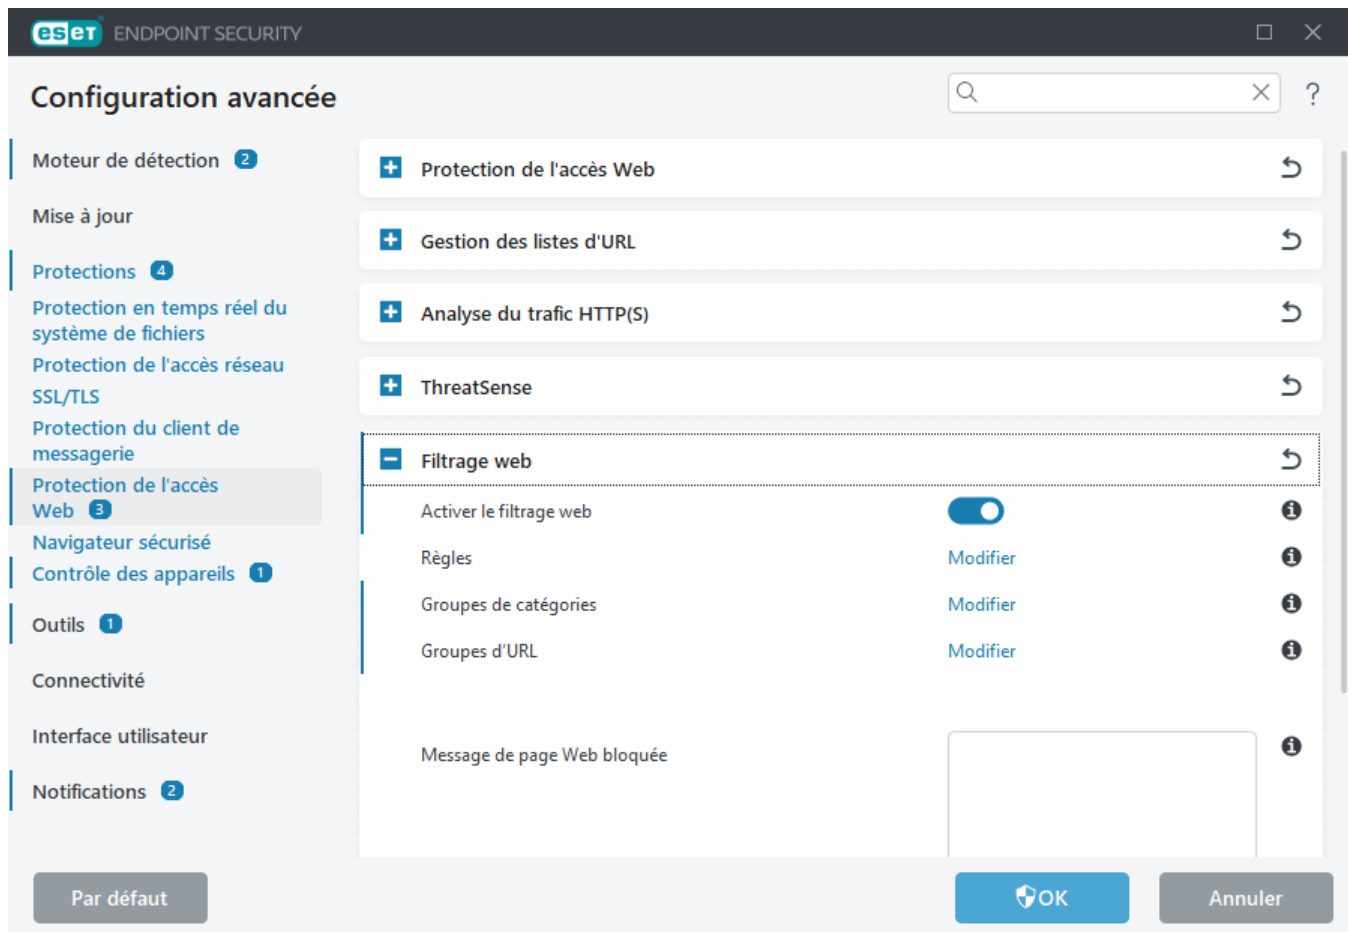 eset ENDPOINT SECURITY
Configuration avancée
?
Moteur de détection 2
Mise à jour
Protections 4
Protection en temps réel du
système de fichiers
Protection de l'accès réseau
SSL/TLS
Protection du client de
messagerie
Protection de l'accès
Web 3
Navigateur sécurisé
Contrôle des appareils 1
Outils 1
Connectivité
Interface utilisateur
Notifications 2
Protection de l'accès Web
Gestion des listes d'URL
Analyse du trafic HTTP(S)
ThreatSense
Filtrage web
Activer le filtrage web
Règles Modifier
Groupes de catégories Modifier
Groupes d'URL Modifier
Message de page Web bloquée
Par défaut
OK
Annuler